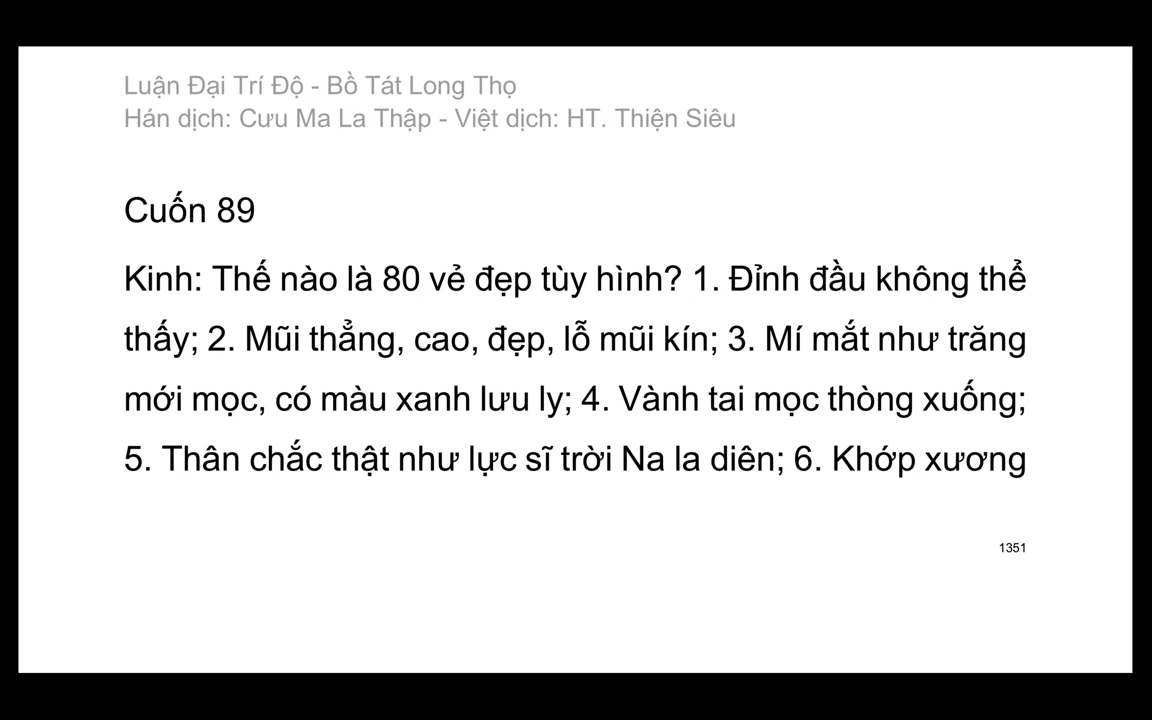 Luận Đại Trí Độ - Bồ Tát Long Thọ
Hán dịch: Cưu Ma La Thập - Việt dịch: HT. Thiện Siêu
Cuốn 89
Kinh: Thế nào là 80 vẻ đẹp tùy hình? 1. Đỉnh đầu không thể
thấy; 2. Mũi thẳng, cao, đẹp, lỗ mũi kín; 3. Mí mắt như trăng
mới mọc, có màu xanh lưu ly; 4. Vành tai mọc thòng xuống;
5. Thân chắc thật như lực sĩ trời Na la diên; 6. Khớp xương
1351